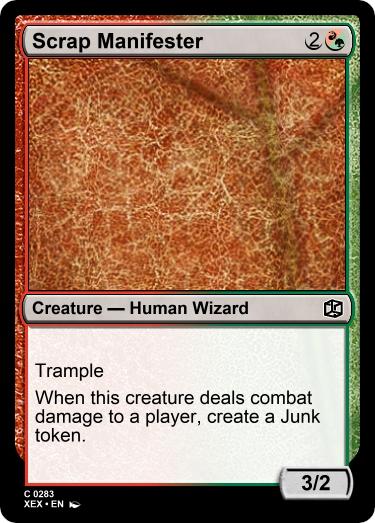 Scrap Manifester 2
Creature — Human Wizard
Trample
When this creature deals combat
damage to a player, create a Junk
token.
3/2
C 0283
XEX • EN